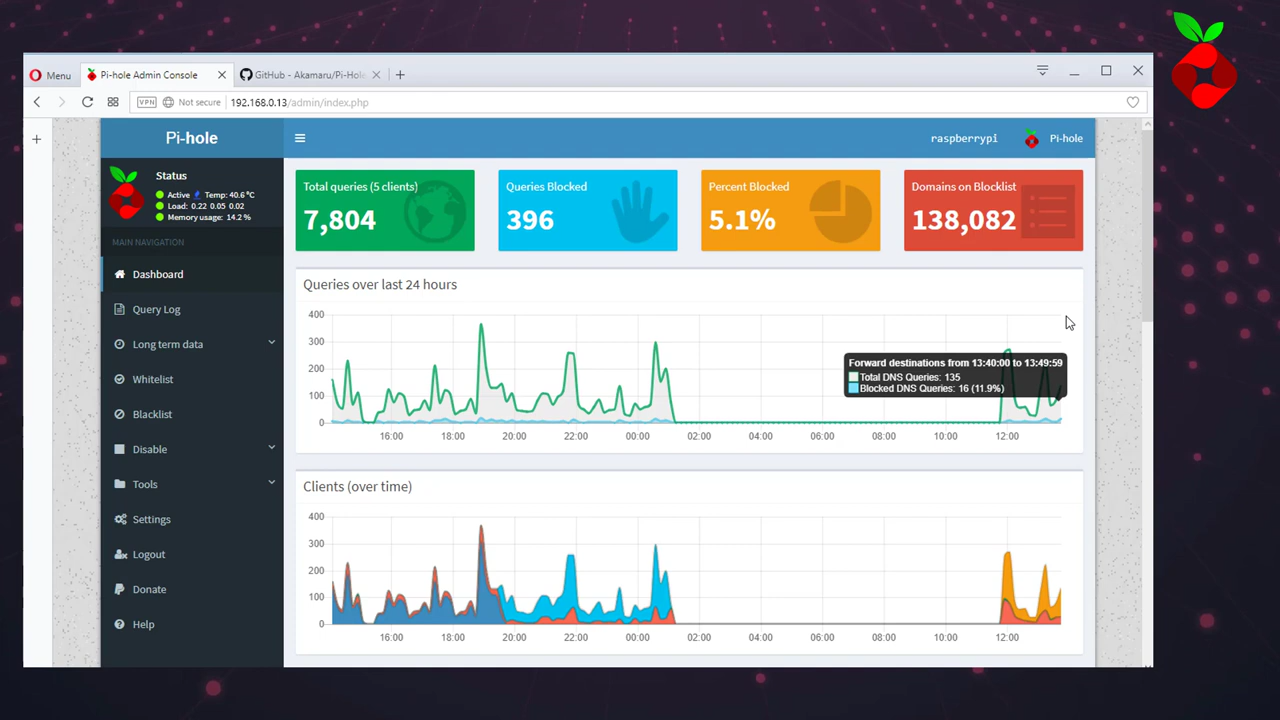 Menu
Pi-hole Admin Console
GitHub - Akamaru/Pi-Hole
VPN
Not secure
192.168.0.13/admin/index.php
Pi-hole
raspberrypi
Pi-hole
Status
Active Temp: 40.6 °C
Load: 0.22 0.05 0.02
Memory usage: 14.2 %
MAIN NAVIGATION
Dashboard
Query Log
Long term data
Whitelist
Blacklist
Disable
Tools
Settings
Logout
Donate
Help
Total queries (5 clients)
7,804
Queries Blocked
396
Percent Blocked
5.1%
Domains on Blocklist
138,082
Queries over last 24 hours
400
300
200
100
0
16:00 18:00 20:00 22:00 00:00 02:00 04:00 06:00 08:00 10:00 12:00
Forward destinations from 13:40:00 to 13:49:59
Total DNS Queries: 135
Blocked DNS Queries: 16 (11.9%)
Clients (over time)
400
300
200
100
0
16:00 18:00 20:00 22:00 00:00 02:00 04:00 06:00 08:00 10:00 12:00